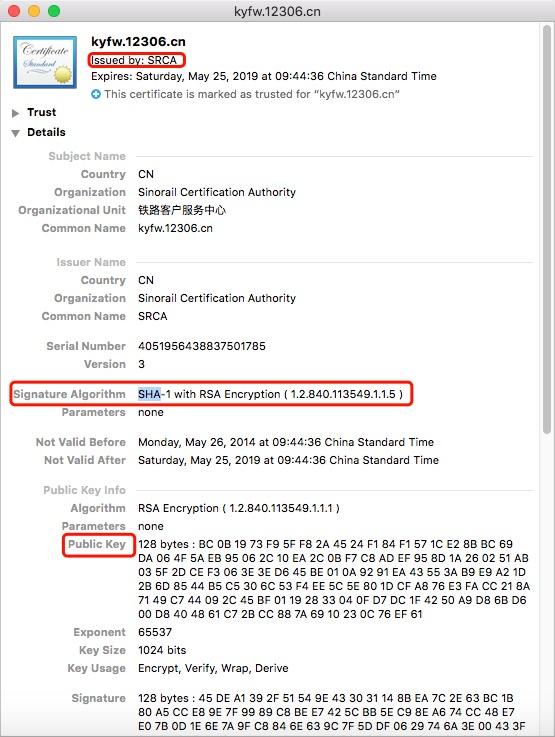 kyfw.12306.cn
Certificate
Standard
kyfw.12306.cn
Issued by: SRCA
Expires: Saturday, May 25, 2019 at 09:44:36 China Standard Time
This certificate is marked as trusted for “kyfw.12306.cn”
Trust
Details
Subject Name
Country CN
Organization Sinorail Certification Authority
Organizational Unit 铁路客户服务中心
Common Name kyfw.12306.cn
Issuer Name
Country CN
Organization Sinorail Certification Authority
Common Name SRCA
Serial Number 4051956438837501785
Version 3
Signature Algorithm SHA-1 with RSA Encryption ( 1.2.840.113549.1.1.5 )
Parameters none
Not Valid Before Monday, May 26, 2014 at 09:44:36 China Standard Time
Not Valid After Saturday, May 25, 2019 at 09:44:36 China Standard Time
Public Key Info
Algorithm RSA Encryption ( 1.2.840.113549.1.1.1 )
Parameters none
Public Key 128 bytes : BC 0B 19 73 F9 5F F8 2A 45 24 F1 84 F1 57 1C E2 8B BC 69
DA 06 4F 5A EB 95 06 2C 10 EA 2C 0B F7 C8 AD EF 95 8D 1A 26 02 51 AB
03 5F 2D CE F3 06 3E 3E D6 45 BE 01 0A 92 91 EA 43 55 3A B9 E9 A2 1D
2B 6D 85 44 B5 C5 30 6C 53 F4 EE 5C 5E 80 1D CF A8 76 E3 FA CC 21 8A
71 49 C7 44 09 2C 45 BF 01 19 28 33 04 0F D7 DC 1F 42 50 A9 D8 6B D6
00 D8 40 48 61 C7 2B CC 88 7A 69 10 23 0C 76 EF 61
Exponent 65537
Key Size 1024 bits
Key Usage Encrypt, Verify, Wrap, Derive
Signature 128 bytes : 45 DE A1 39 2F 51 54 9E 43 30 31 14 8B EA 7C 2E 63 BC 1B
80 A5 CC E8 9E 7F 99 89 C8 BE E7 42 5C BB 5E C9 8E A6 74 CC 48 E7
E0 7B 0D 1E 6E 7A 9F C8 84 6E 63 9C 7F 5D DF 06 29 74 6A 3E 00 43 3F